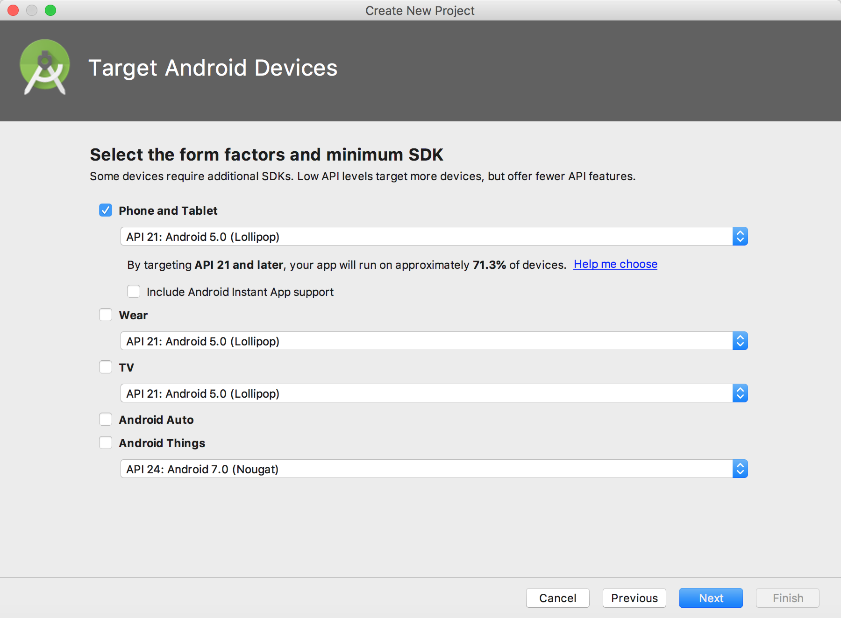 Create New Project
Target Android Devices
Select the form factors and minimum SDK
Some devices require additional SDKs. Low API levels target more devices, but offer fewer API features.
Phone and Tablet
API 21: Android 5.0 (Lollipop)
By targeting API 21 and later, your app will run on approximately 71.3% of devices. Help me choose
Include Android Instant App support
Wear
API 21: Android 5.0 (Lollipop)
TV
API 21: Android 5.0 (Lollipop)
Android Auto
Android Things
API 24: Android 7.0 (Nougat)
Cancel Previous Next Finish